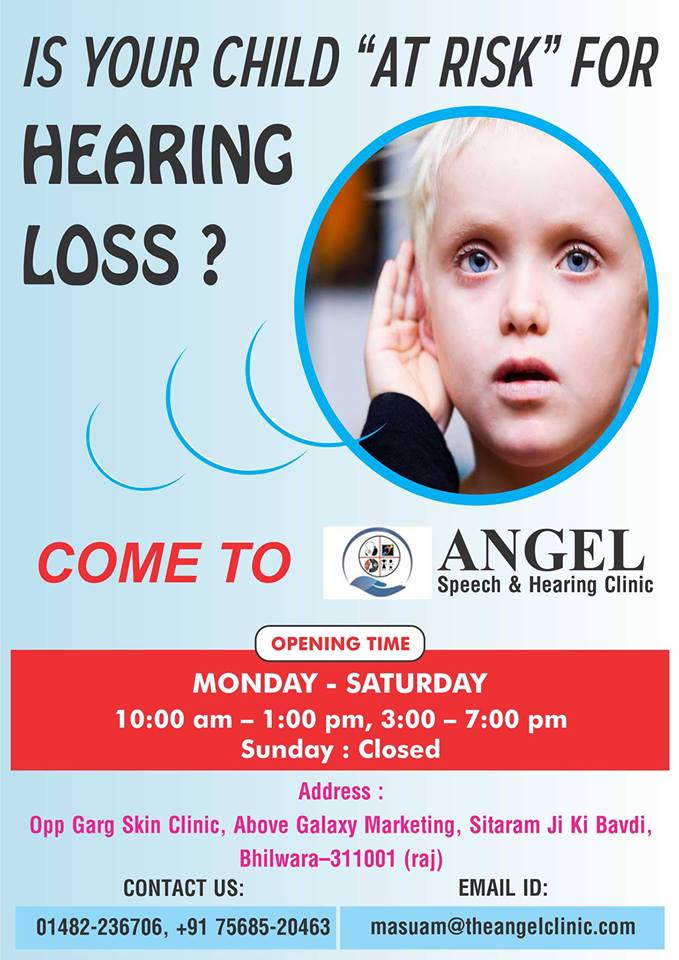 IS YOUR CHILD “AT RISK” FOR
HEARING
LOSS ?
COME TO
ANGEL
Speech & Hearing Clinic
OPENING TIME
MONDAY - SATURDAY
10:00 am – 1:00 pm, 3:00 – 7:00 pm
Sunday : Closed
Address :
Opp Garg Skin Clinic, Above Galaxy Marketing, Sitaram Ji Ki Bavdi,
Bhilwara–311001 (raj)
CONTACT US:
01482-236706, +91 75685-20463
EMAIL ID:
masuam@theangelclinic.com